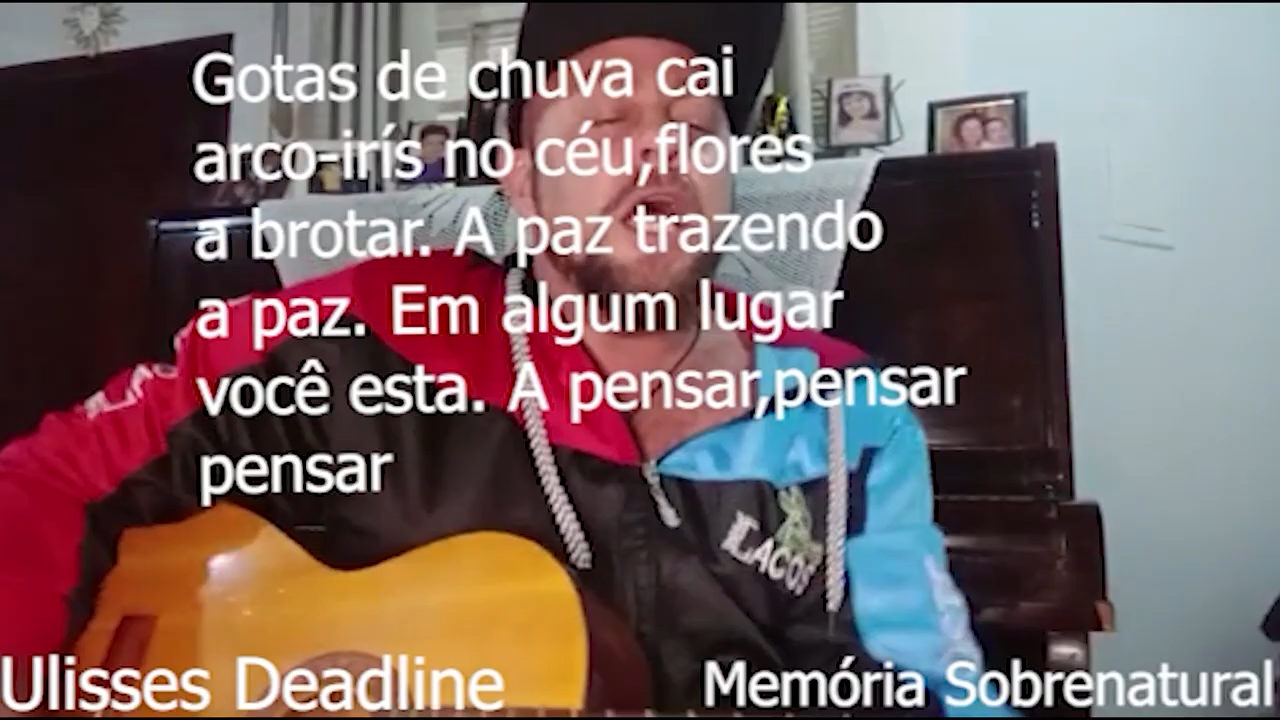 Gotas de chuva cai
arco-irís no céu,flores
a brotar. A paz trazendo
a paz. Em algum lugar
você esta. A pensar,pensar
pensar
LAGOS
Ulisses Deadline
Memória Sobrenatural